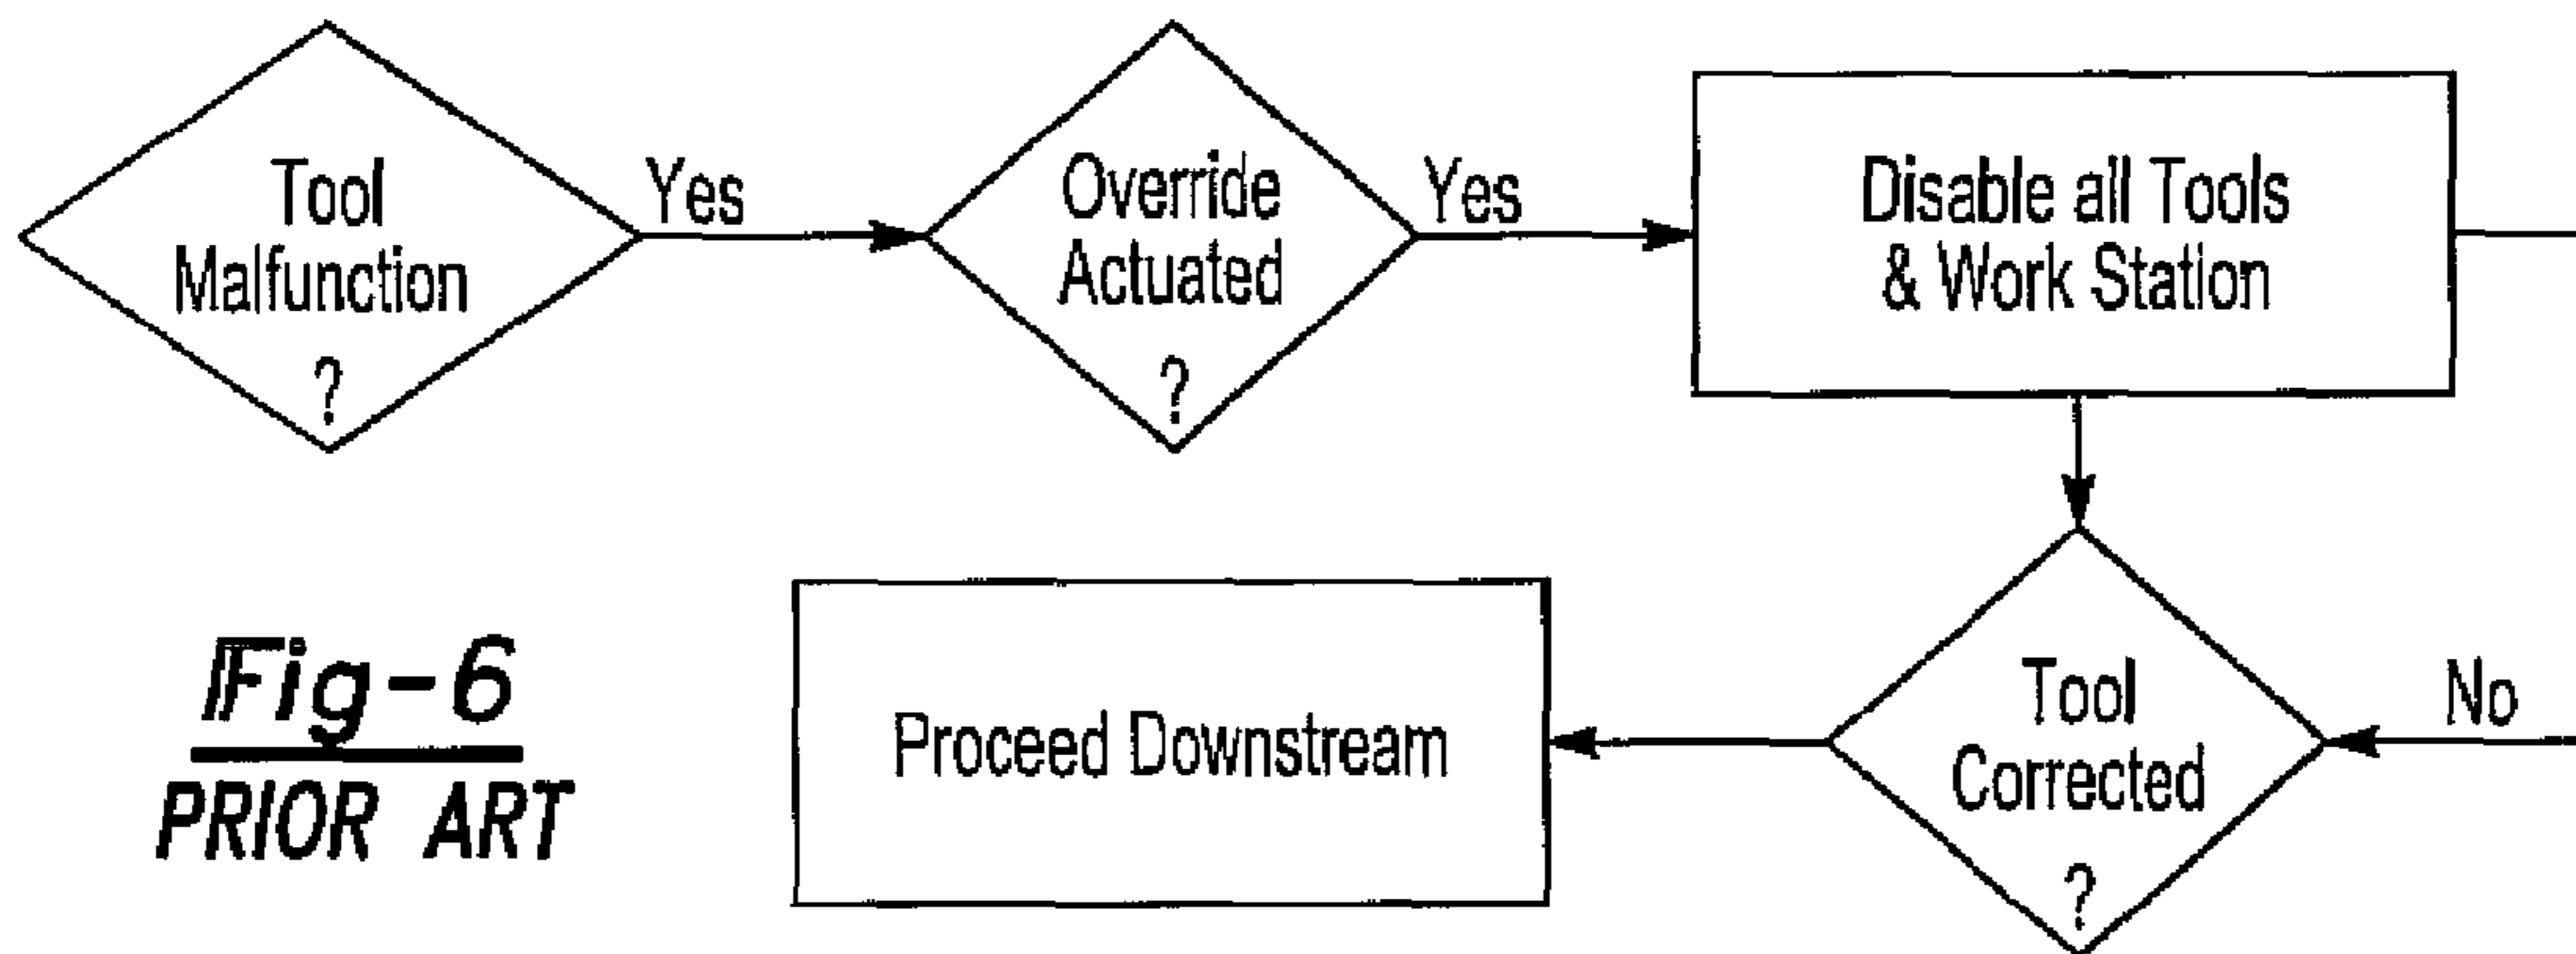 Tool
Malfunction
?
Yes
Override
Actuated
?
Yes
Disable all Tools
& Work Station
Tool
Corrected
?
No
Proceed Downstream
Fig-6
PRIOR ART